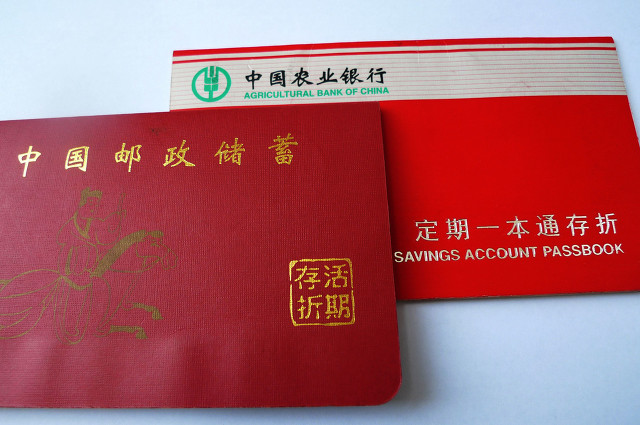 中国农业银行
AGRICULTURAL BANK OF CHINA
定期一本通存折
SAVINGS ACCOUNT PASSBOOK
中国邮政储蓄
活期
存折